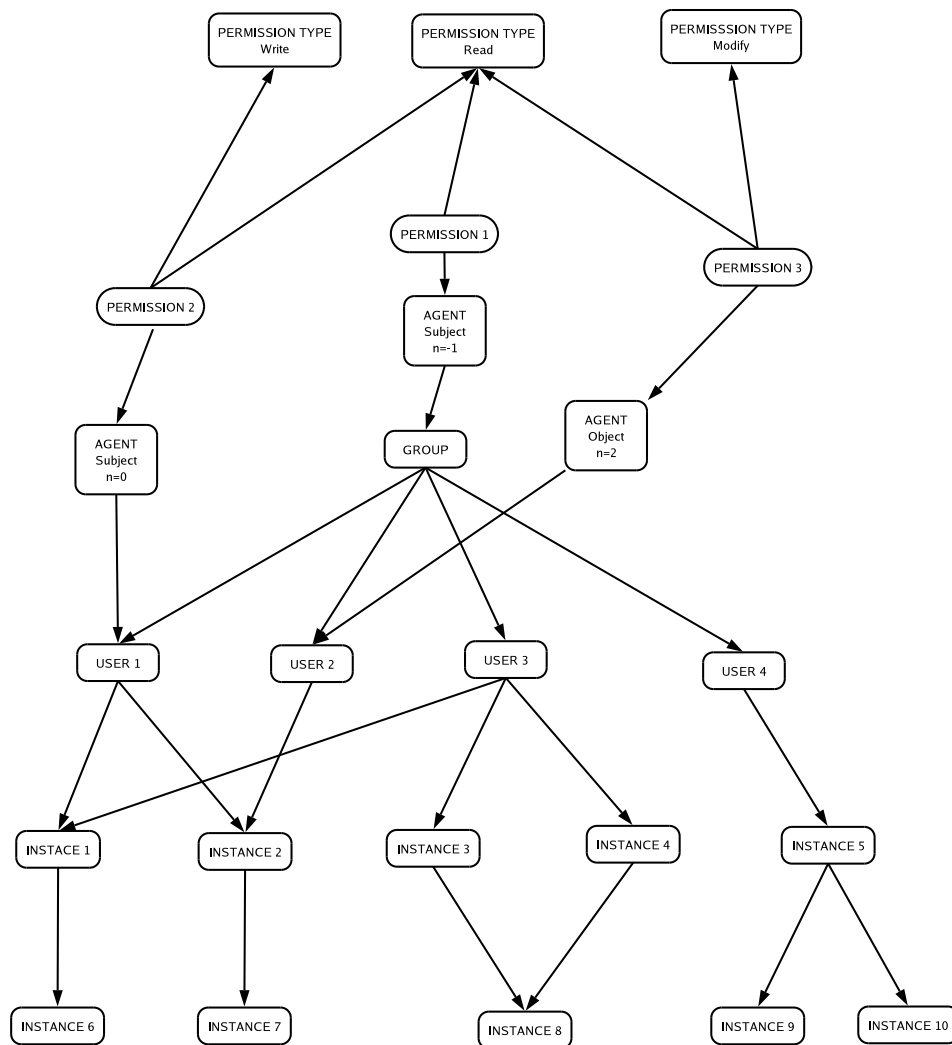 PERMISSION TYPE
Write
PERMISSION TYPE
Read
PERMISSSION TYPE
Modify
PERMISSION 1
PERMISSION 3
PERMISSION 2
AGENT
Subject
n=-1
AGENT
Subject
n=0
GROUP
AGENT
Object
n=2
USER 1
USER 2
USER 3
USER 4
INSTACE 1
INSTANCE 2
INSTANCE 3
INSTANCE 4
INSTANCE 5
INSTANCE 6
INSTANCE 7
INSTANCE 8
INSTANCE 9
INSTANCE 10